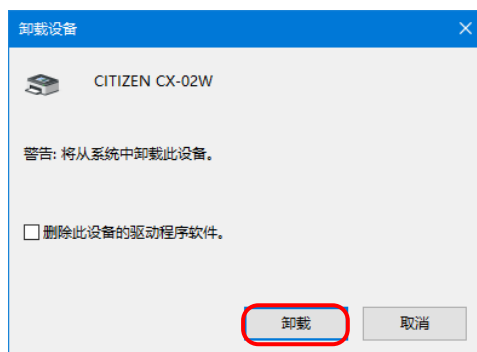 卸载设备
CITIZEN CX-02W
警告: 将从系统中卸载此设备。
删除此设备的驱动程序软件。
卸载
取消